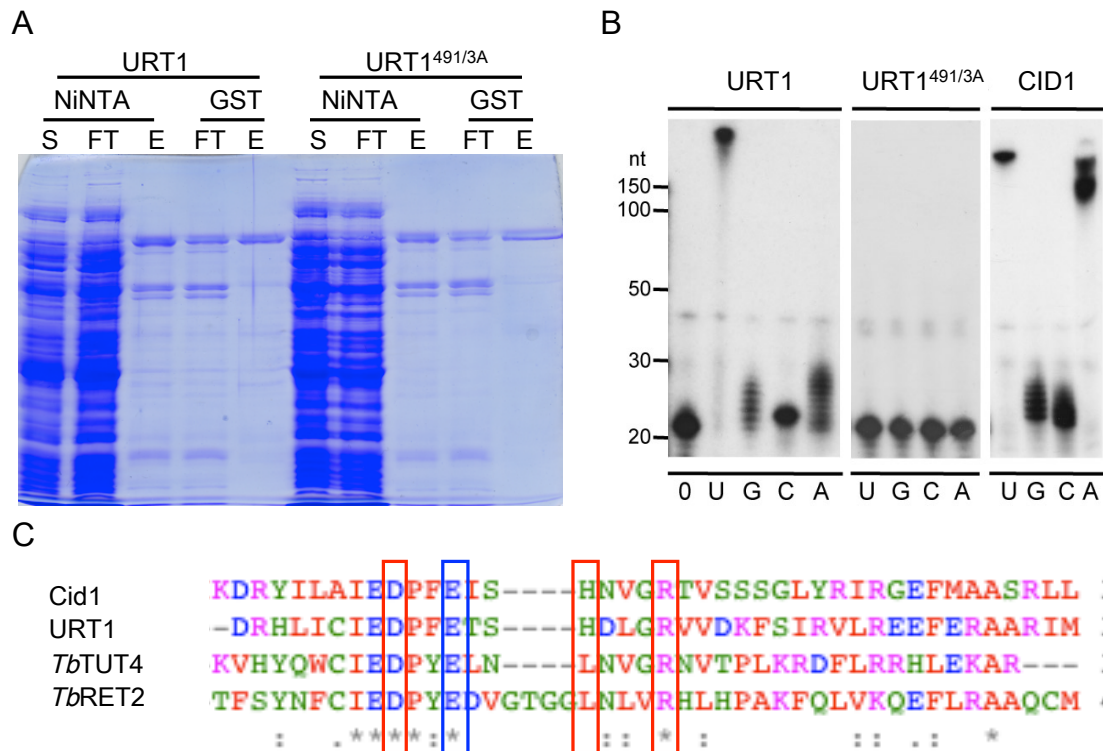 A
URT1 URT1491/3A
NiNTA GST NiNTA GST
S FT E FT E S FT E FT E
B
URT1 URT1491/3A CID1
nt
150
100
50
30
20
0 U G C A U G C A U G C A
C
Cid1 KDRYILAIEDPFEIS----HNVGRTVSSSGLYRIRGEFMAASRLL
URT1 -DRHLICIEDPFETS----HDLGRVVDKFSIRVLREEFERAARIM
TbTUT4 KVHYQWCIEDPYELN----LNVGRNVTPLKRDFLRRHLEKAR---
TbRET2 TFSYNFCIEDPYEDVGTGGLNLVRHLHPAKFQLVKQEFLRAAQCM
: .****:* :: * : :: .: *